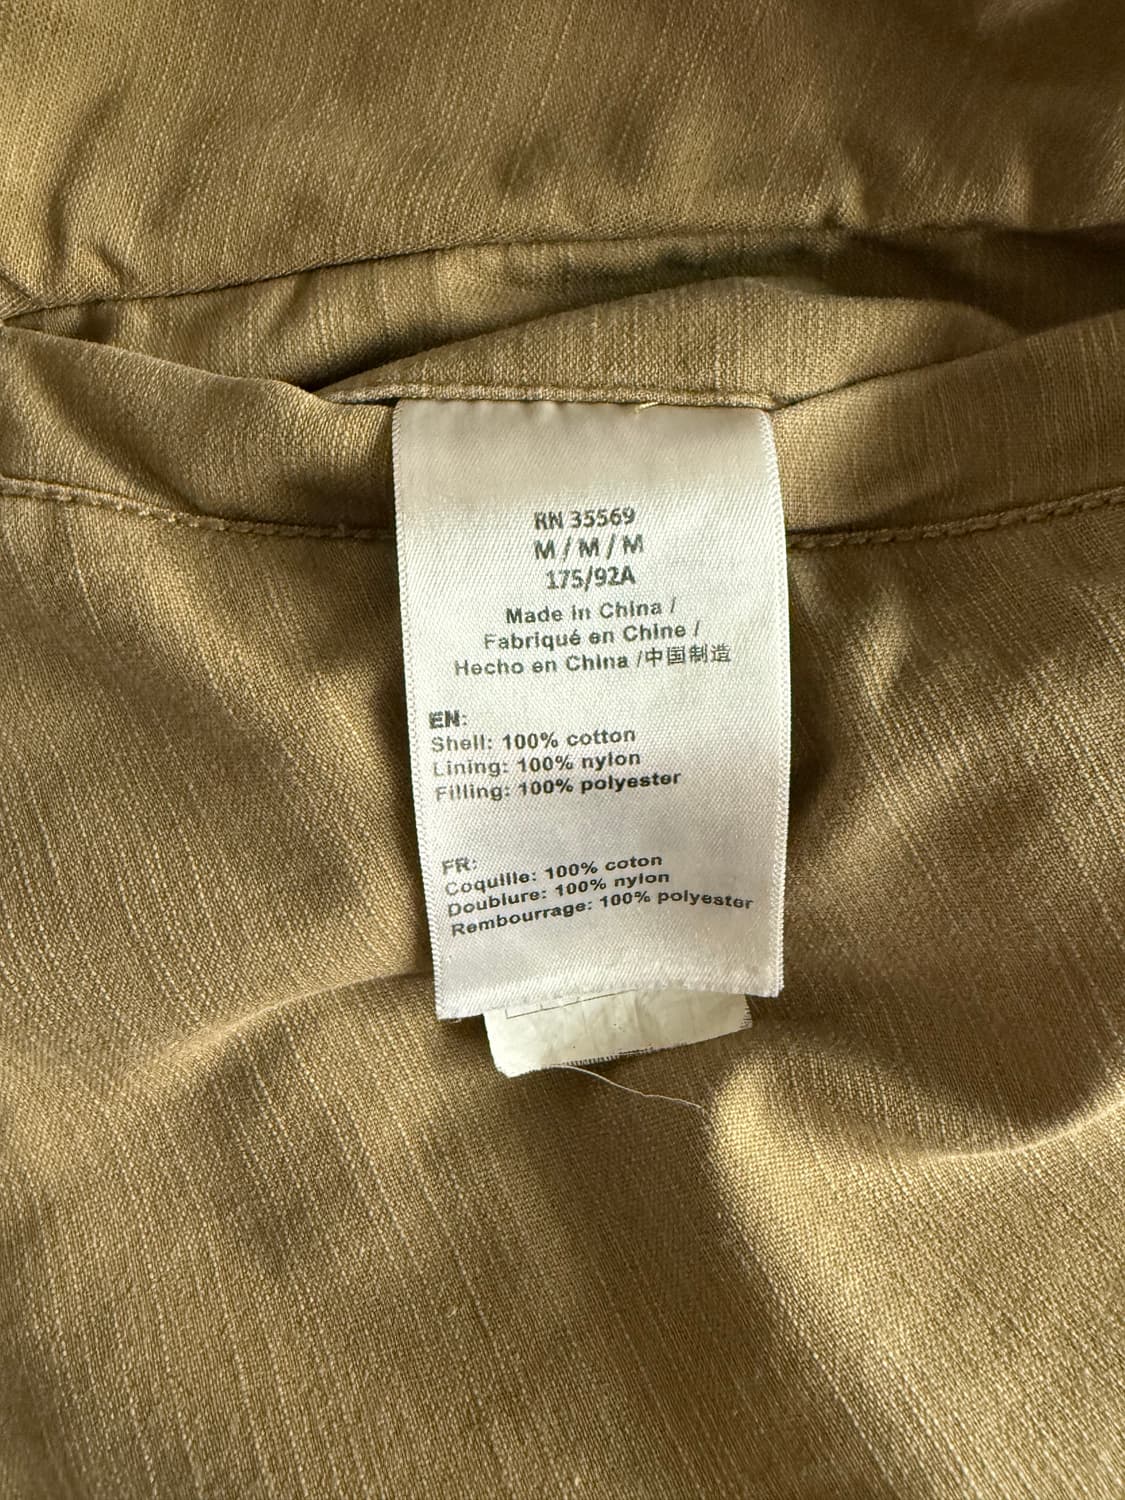 RN 35569
M / M / M
175/92A
Made in China /
Fabriqué en Chine /
Hecho en China /中国制造
EN:
Shell: 100% cotton
Lining: 100% nylon
Filling: 100% polyester
FR:
Coquille: 100% coton
Doublure: 100% nylon
Rembourrage: 100% polyester